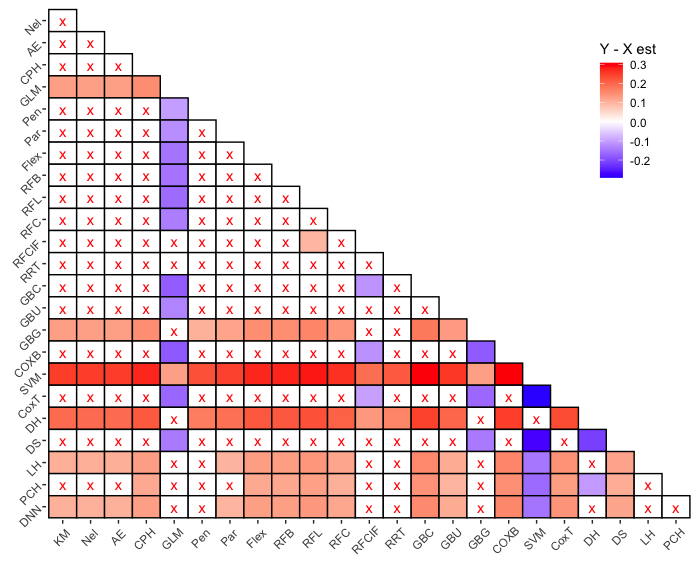 Y - X est
0.3
0.2
0.1
0.0
-0.1
-0.2
Nel x
AE x x
CPH x x x
GLM
Pen x x x x
Par x x x x x
Flex x x x x x x
RFB x x x x x x x
RFL x x x x x x x x
RFC x x x x x x x x x
RFCIF x x x x x x x x x x
RRT x x x x x x x x x x x x
GBC x x x x x x x x x x x
GBU x x x x x x x x x x x x x
GBG x x x
COXB x x x x x x x x x x x x x
SVM
CoxT x x x x x x x x x x x x x x
DH x x x
DS x x x x x x x x x x x x x x x x
LH x x x x x x
PCH x x x x x x x x x x
DNN x x x x x x x x
KM Nel AE CPH GLM Pen Par Flex RFB RFL RFC RFCIF RRT GBC GBU GBG COXB SVM CoxT DH DS LH PCH